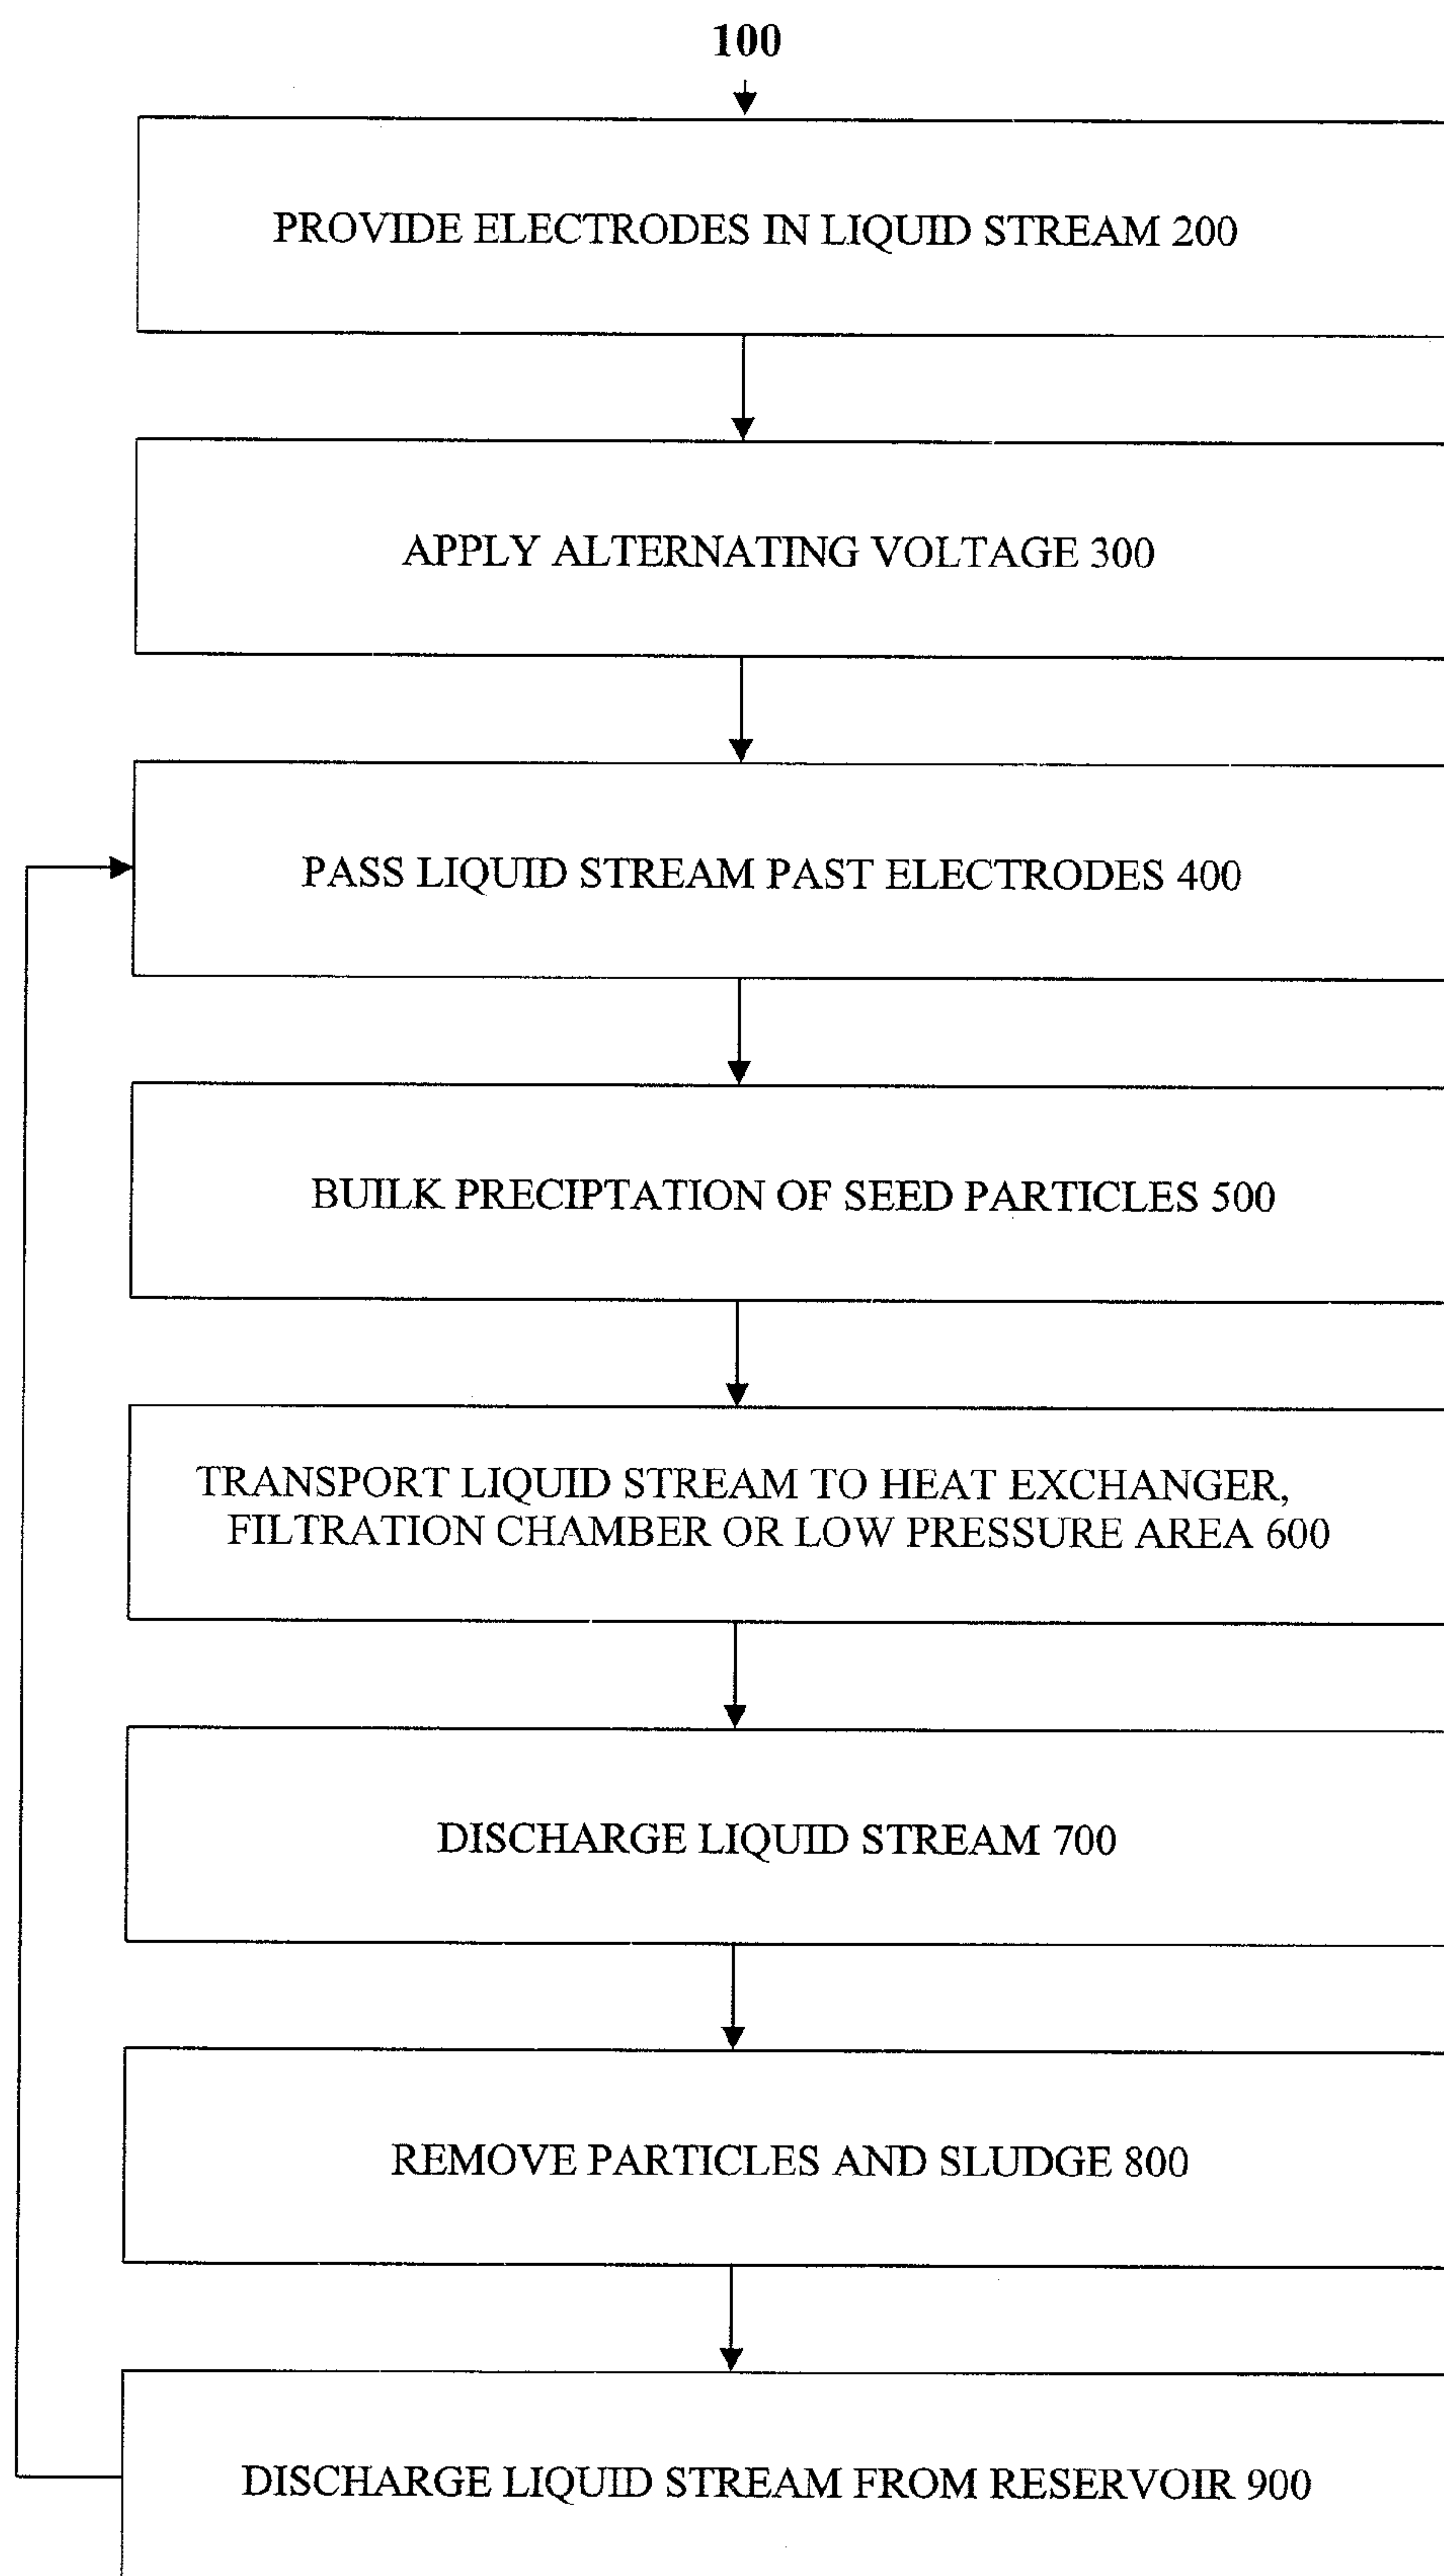 100
PROVIDE ELECTRODES IN LIQUID STREAM 200
APPLY ALTERNATING VOLTAGE 300
PASS LIQUID STREAM PAST ELECTRODES 400
BUILK PRECIPTATION OF SEED PARTICLES 500
TRANSPORT LIQUID STREAM TO HEAT EXCHANGER,
FILTRATION CHAMBER OR LOW PRESSURE AREA 600
DISCHARGE LIQUID STREAM 700
REMOVE PARTICLES AND SLUDGE 800
DISCHARGE LIQUID STREAM FROM RESERVOIR 900